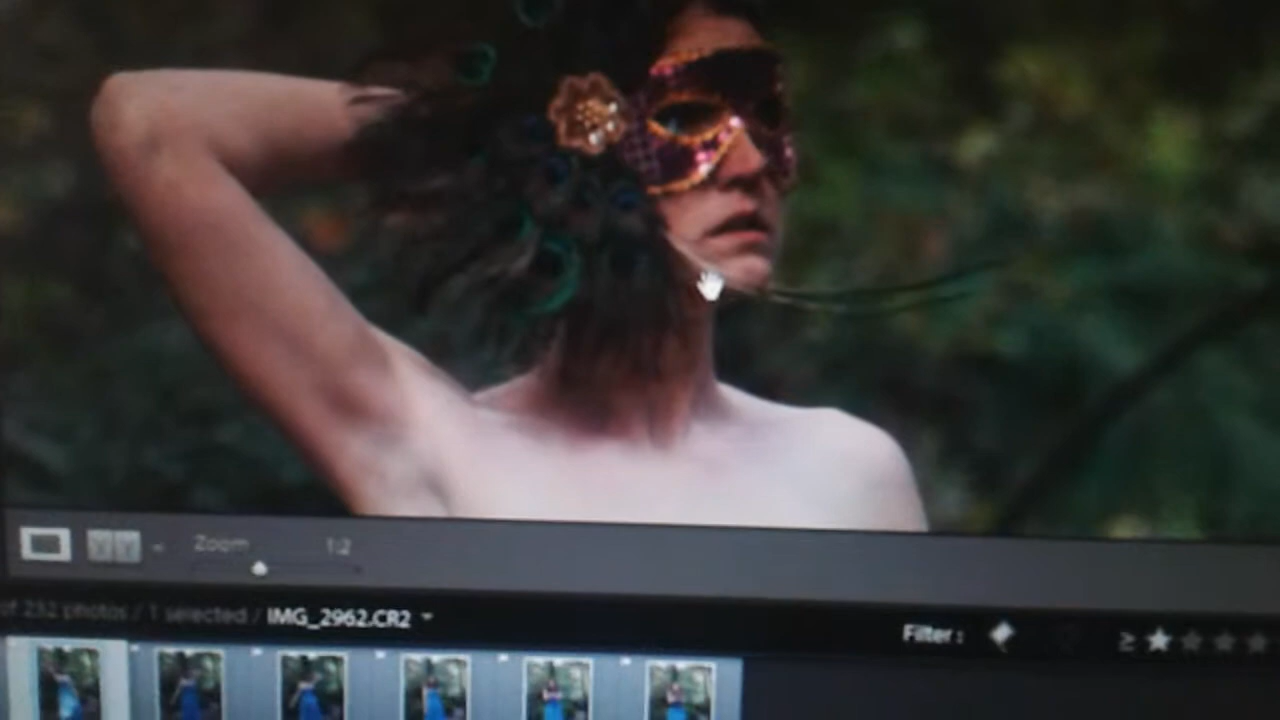 Zoom 1:2
of 232 photos / 1 selected / IMG_2962.CR2
Filter : ≥